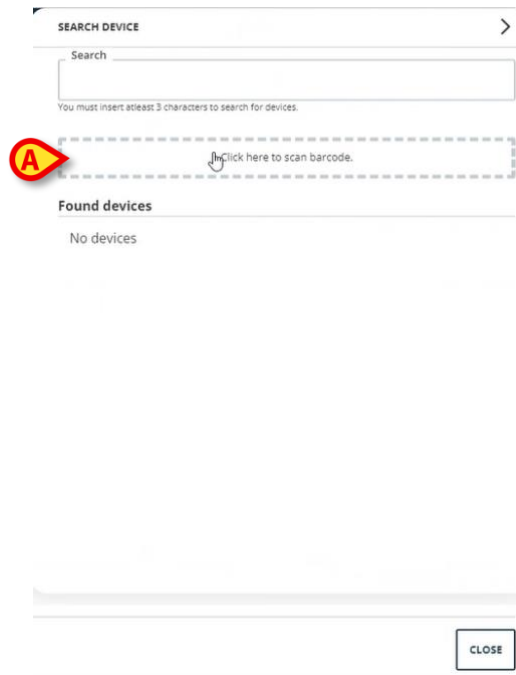 SEARCH DEVICE
Search
You must insert atleast 3 characters to search for devices.
A
Click here to scan barcode.
Found devices
No devices
CLOSE